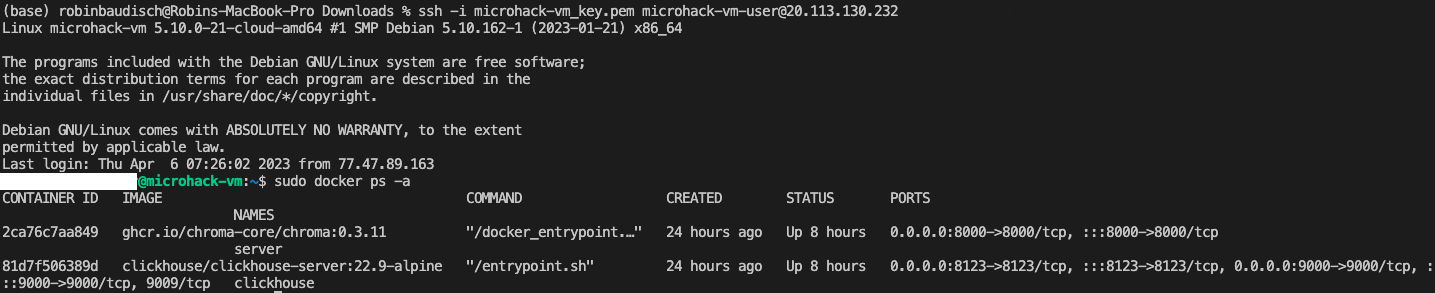 (base) robinbaudisch@Robins-MacBook-Pro Downloads % ssh -i microhack-vm_key.pem microhack-vm-user@20.113.130.232
Linux microhack-vm 5.10.0-21-cloud-amd64 #1 SMP Debian 5.10.162-1 (2023-01-21) x86_64

The programs included with the Debian GNU/Linux system are free software;
the exact distribution terms for each program are described in the
individual files in /usr/share/doc/*/copyright.

Debian GNU/Linux comes with ABSOLUTELY NO WARRANTY, to the extent
permitted by applicable law.
Last login: Thu Apr  6 07:26:02 2023 from 77.47.89.163
@microhack-vm:~$ sudo docker ps -a
CONTAINER ID   IMAGE                                    COMMAND                  CREATED        STATUS       PORTS
                            NAMES
2ca76c7aa849   ghcr.io/chroma-core/chroma:0.3.11        "/docker_entrypoint.…"   24 hours ago   Up 8 hours   0.0.0.0:8000->8000/tcp, :::8000->8000/tcp
                            server
81d7f506389d   clickhouse/clickhouse-server:22.9-alpine   "/entrypoint.sh"         24 hours ago   Up 8 hours   0.0.0.0:8123->8123/tcp, :::8123->8123/tcp, 0.0.0.0:9000->9000/tcp, :
::9000->9000/tcp, 9009/tcp   clickhouse